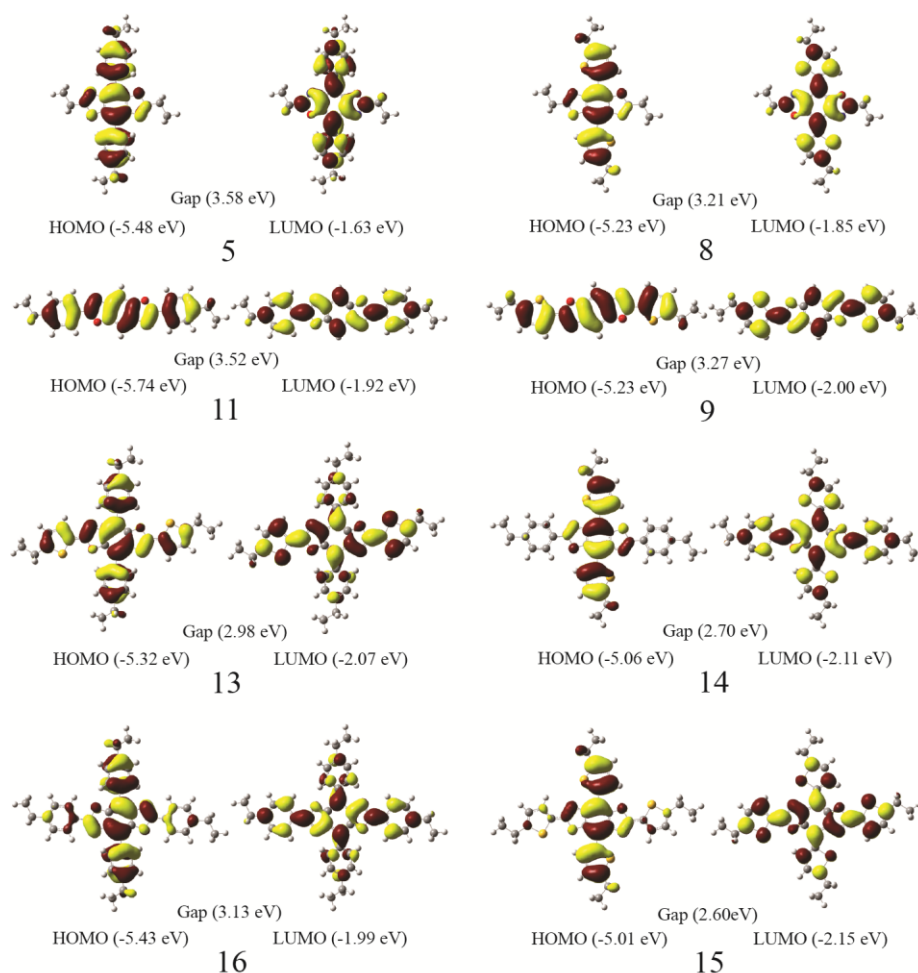 Gap (3.58 eV)
HOMO (-5.48 eV) LUMO (-1.63 eV)
5
Gap (3.21 eV)
HOMO (-5.23 eV) LUMO (-1.85 eV)
8
Gap (3.52 eV)
HOMO (-5.74 eV) LUMO (-1.92 eV)
11
Gap (3.27 eV)
HOMO (-5.23 eV) LUMO (-2.00 eV)
9
Gap (2.98 eV)
HOMO (-5.32 eV) LUMO (-2.07 eV)
13
Gap (2.70 eV)
HOMO (-5.06 eV) LUMO (-2.11 eV)
14
Gap (3.13 eV)
HOMO (-5.43 eV) LUMO (-1.99 eV)
16
Gap (2.60eV)
HOMO (-5.01 eV) LUMO (-2.15 eV)
15